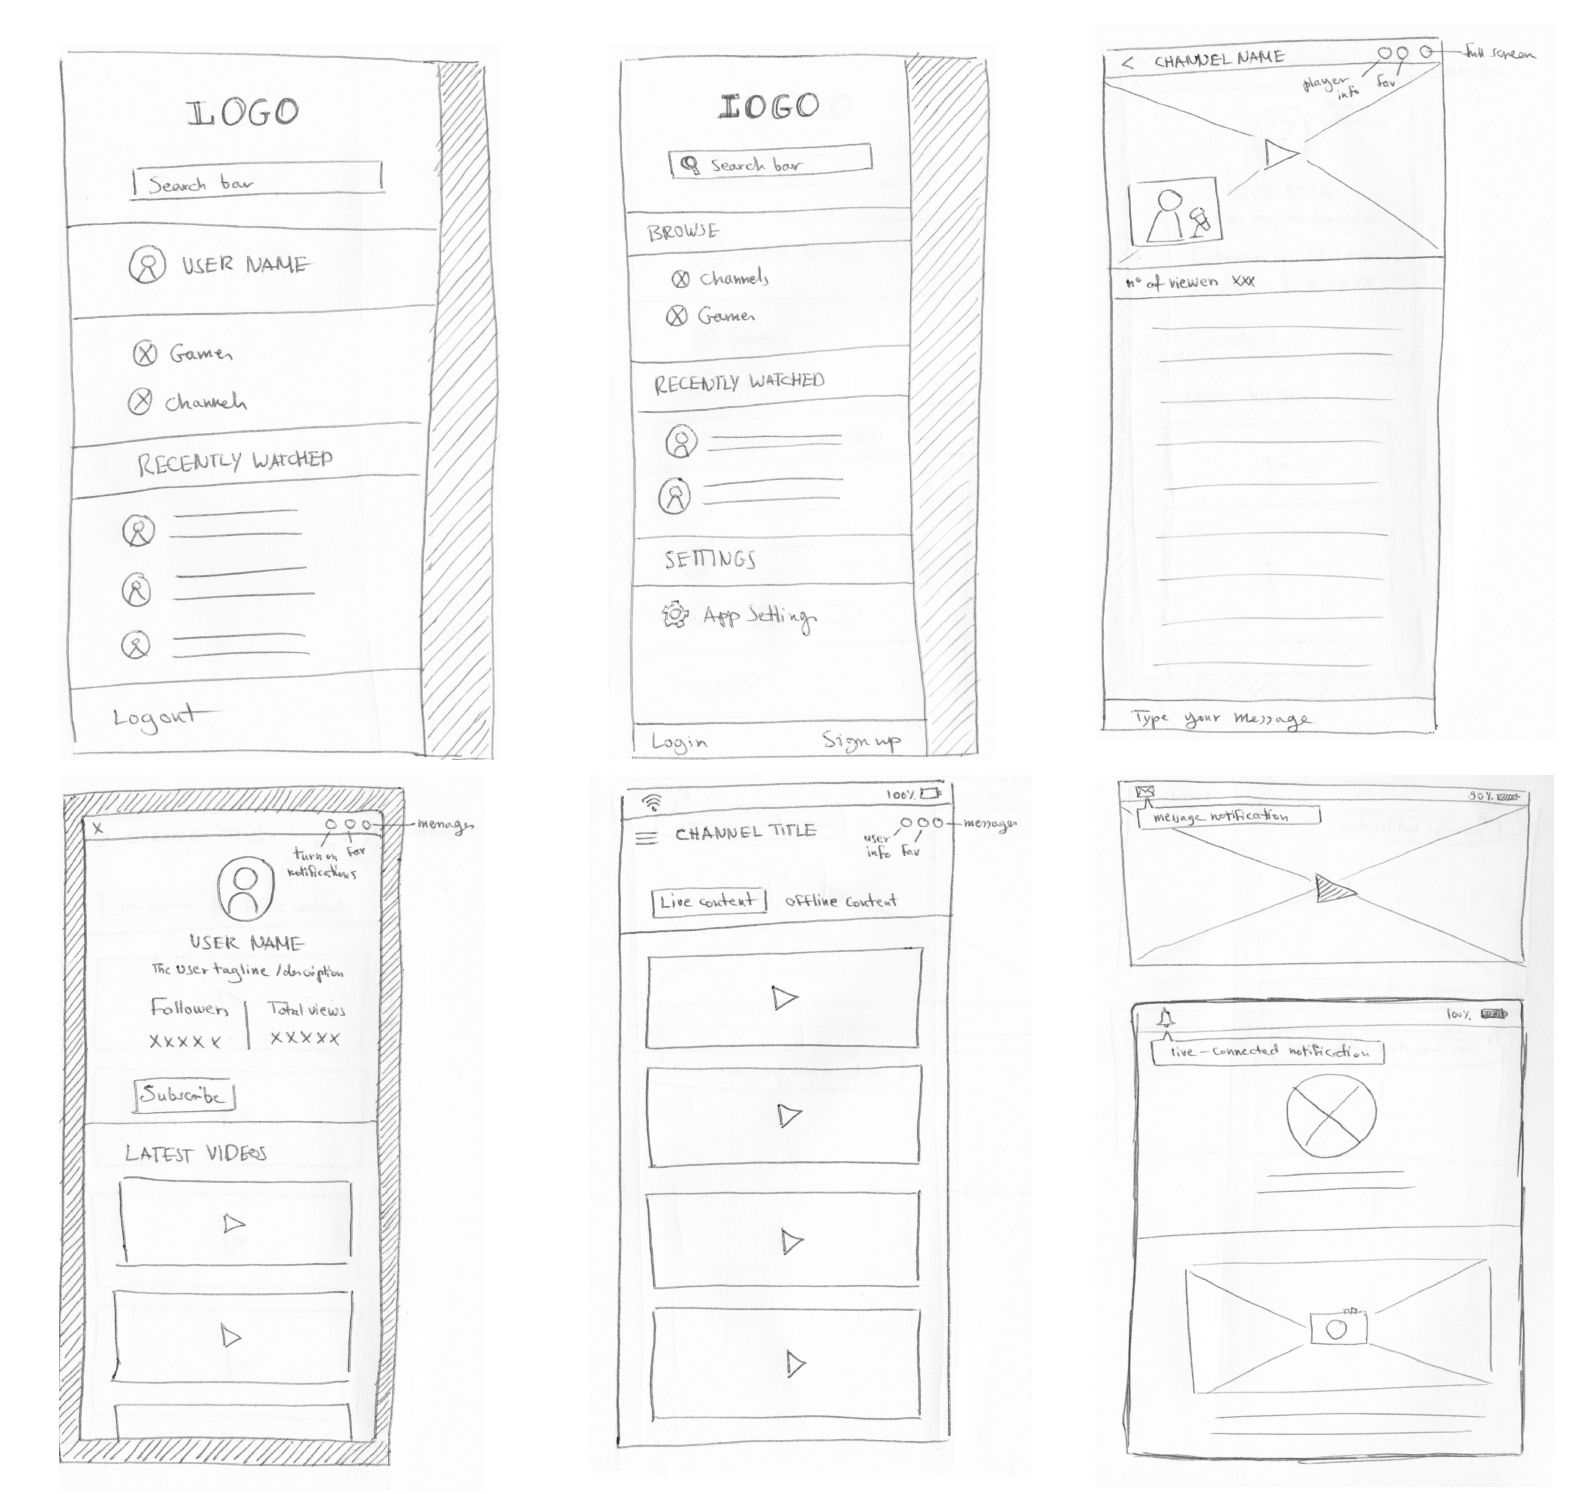 LOGO
Search bar
USER NAME
Games
Channels
RECENTLY WATCHED
Logout
LOGO
Search bar
BROWSE
Channels
Games
RECENTLY WATCHED
SETTINGS
App Settings
Login
Sign up
< CHANNEL NAME
full screen
player info
fav
nº of viewers xxx
Type your message
X
messages
turn on notifications
fav
USER NAME
The user tagline / description
Followers
Total views
XXXXX
XXXXX
Subscribe
LATEST VIDEOS
100%
CHANNEL TITLE
messages
user info
fav
Live content
offline content
90%
message notification
100%
live-connected notification